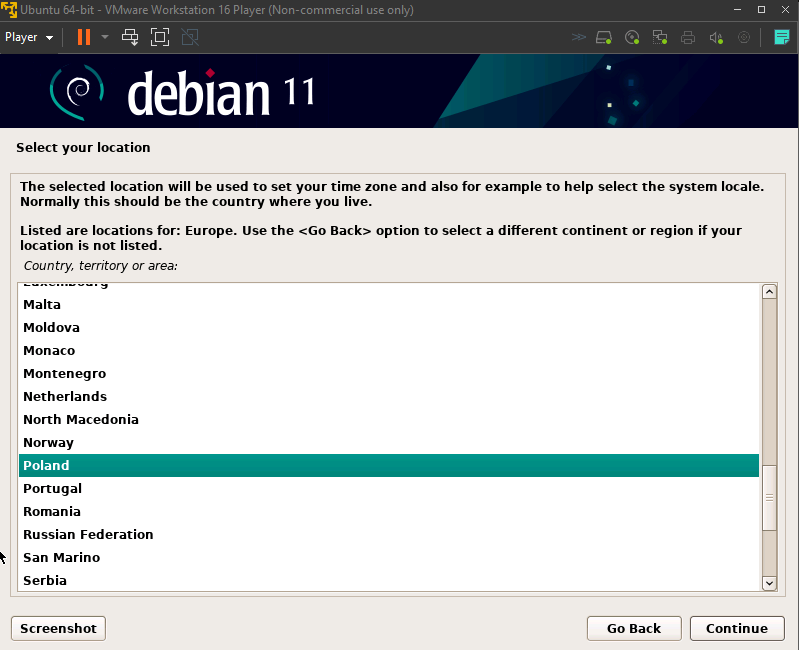 Ubuntu 64-bit - VMware Workstation 16 Player (Non-commercial use only)
Player
debian 11
Select your location
The selected location will be used to set your time zone and also for example to help select the system locale.
Normally this should be the country where you live.
Listed are locations for: Europe. Use the <Go Back> option to select a different continent or region if your
location is not listed.
Country, territory or area:
Luxembourg
Malta
Moldova
Monaco
Montenegro
Netherlands
North Macedonia
Norway
Poland
Portugal
Romania
Russian Federation
San Marino
Serbia
Screenshot
Go Back
Continue